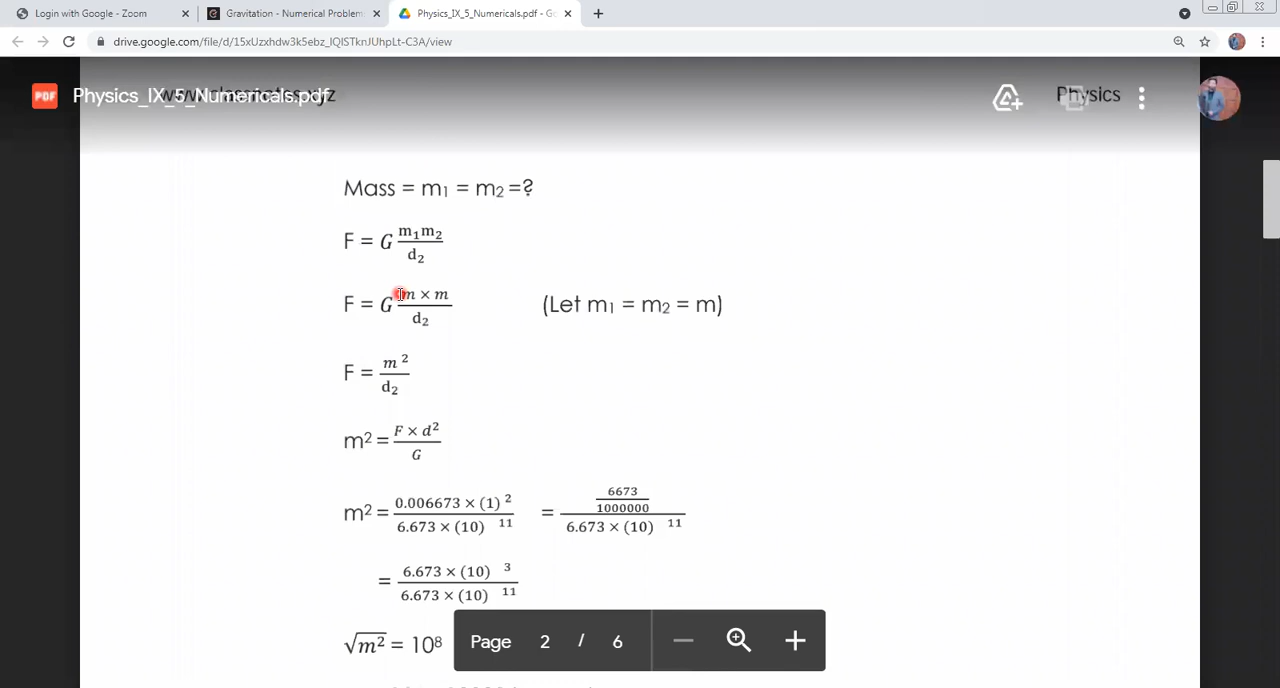 Login with Google - Zoom
Gravitation - Numerical Problem
Physics_IX_5_Numericals.pdf - Go
drive.google.com/file/d/15xUzxhdw3k5ebz_lQISTknJUhpLt-C3A/view
PDF
Physics_IX_5_Numericals.pdf
Physics
Mass = m₁ = m₂ =?
F = G m₁m₂ / d₂
F = G m × m / d₂ (Let m₁ = m₂ = m)
F = m ² / d₂
m² = F × d² / G
m² = 0.006673 × (1) ² / 6.673 × (10) ¹¹ = 6673 / 1000000 / 6.673 × (10) ¹¹
= 6.673 × (10) ³ / 6.673 × (10) ¹¹
√m² = 10⁸
Page 2 / 6